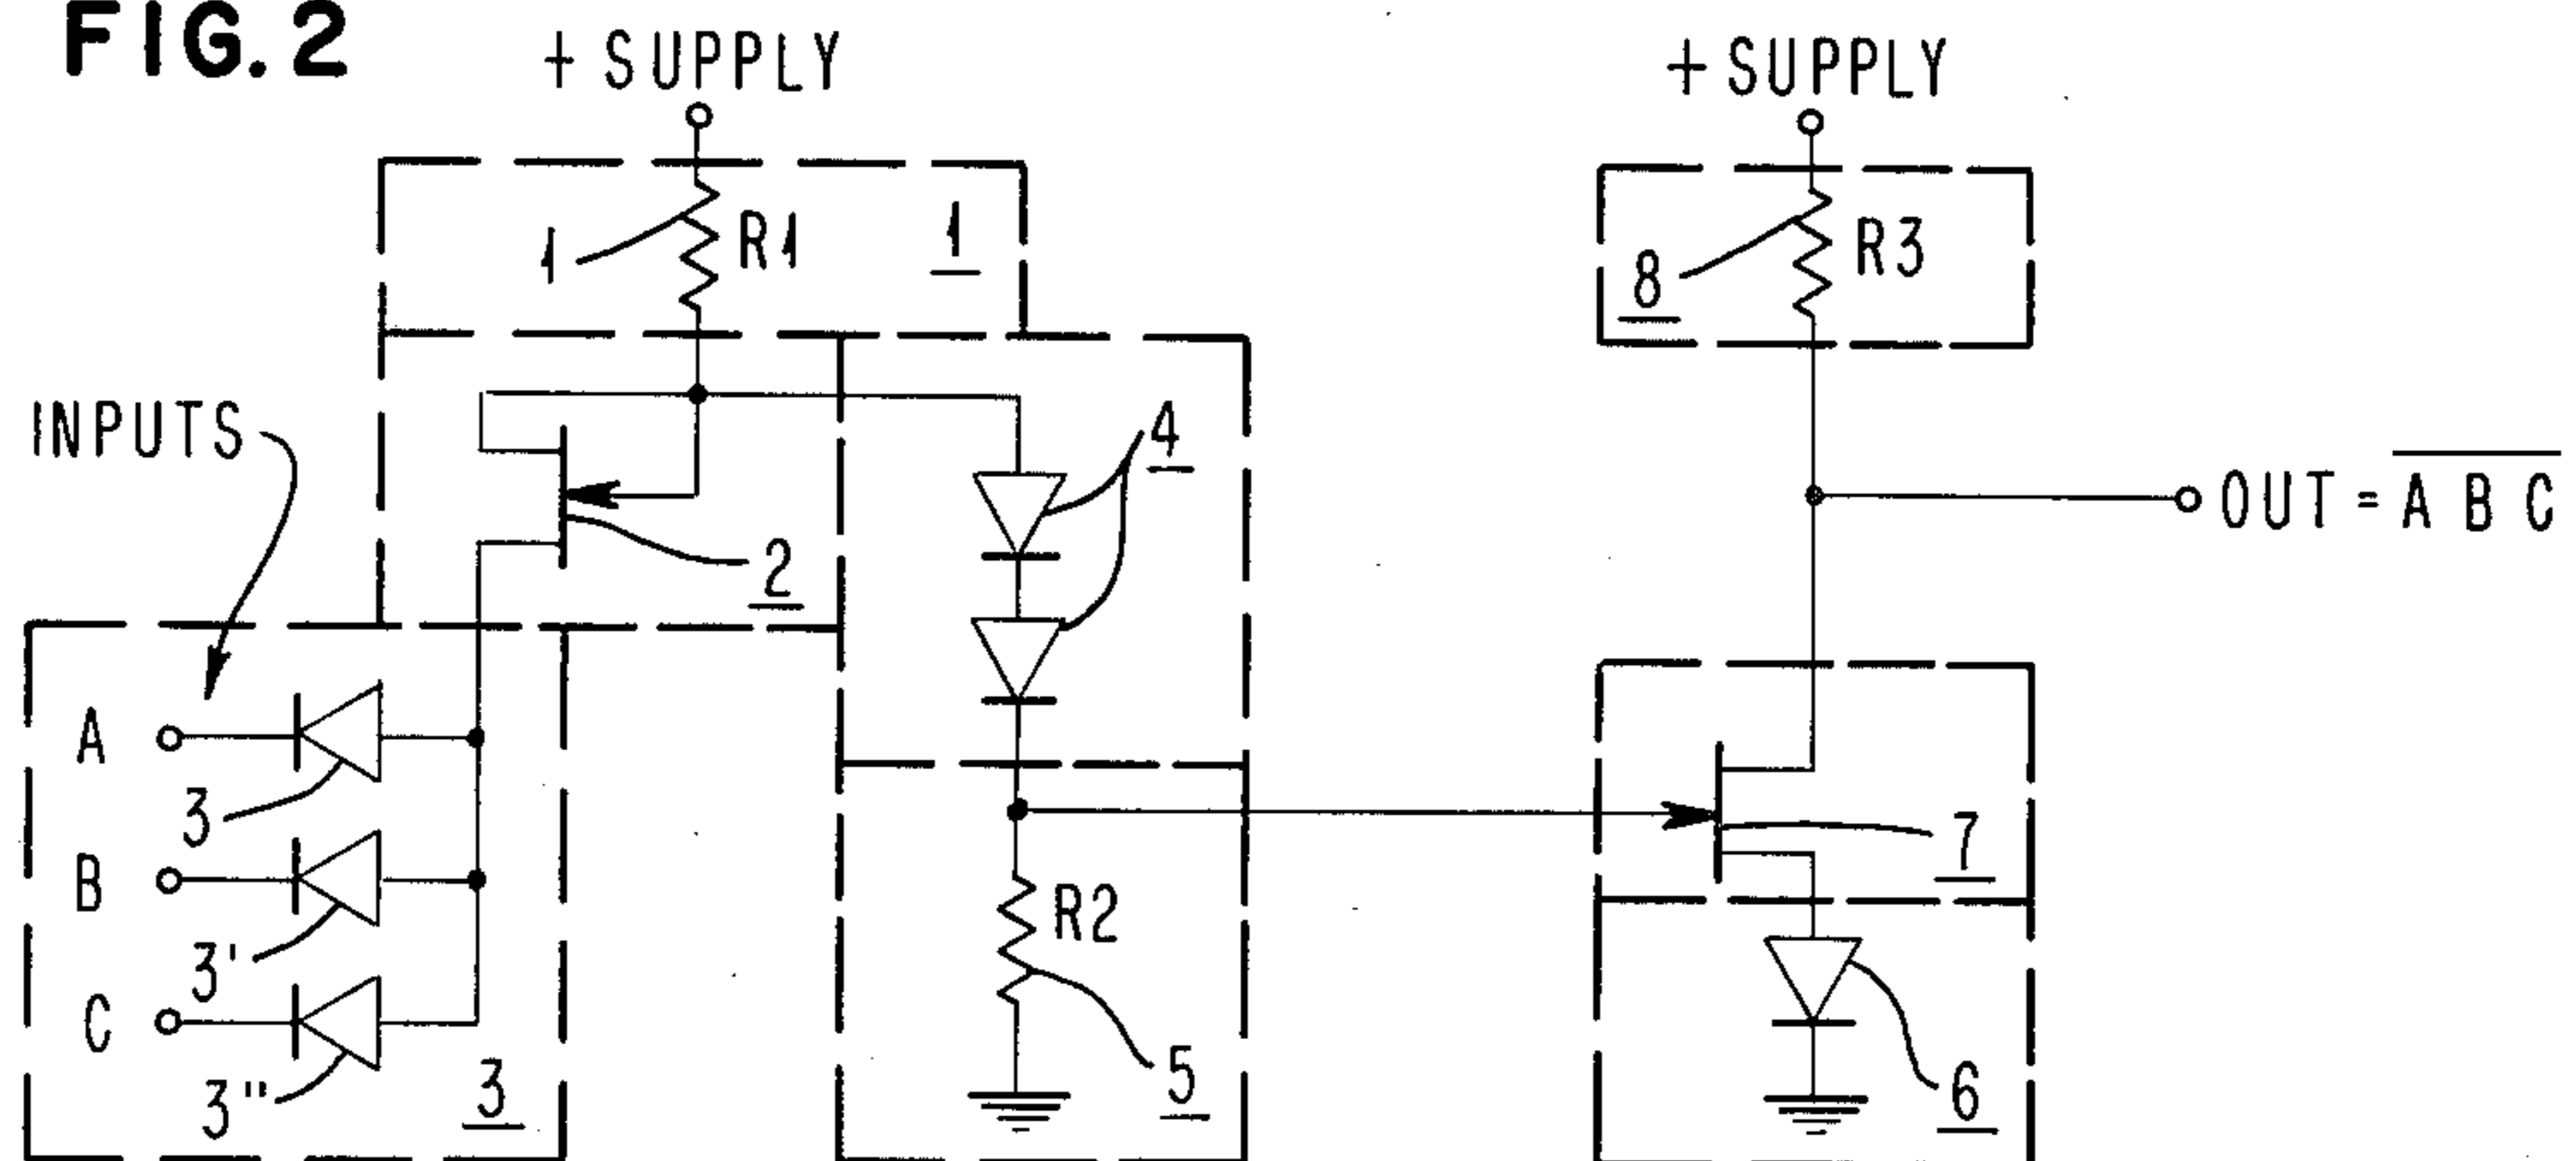 FIG. 2
+ SUPPLY
+ SUPPLY
1
R1
1
8
R3
INPUTS
4
2
OUT = A̅ ̅B̅ ̅C̅
A
3
B
3'
C
3"
3
R2
5
7
6